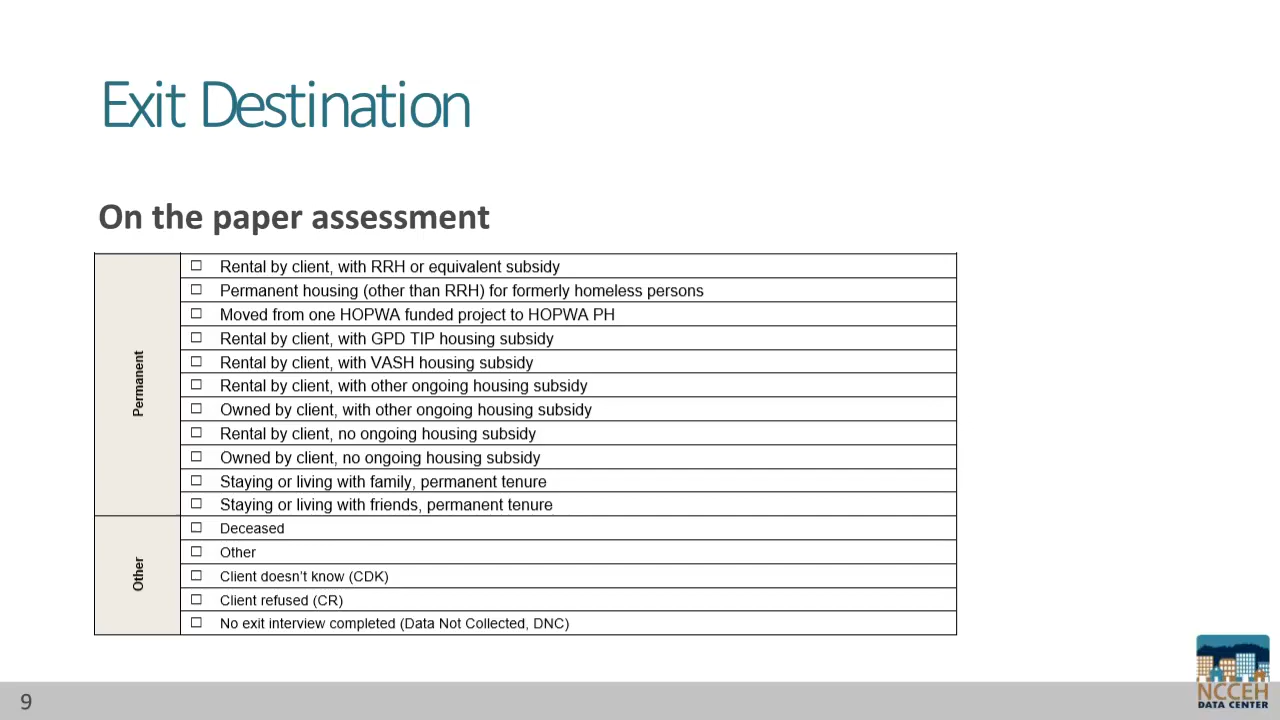 Exit Destination
On the paper assessment
Permanent
☐ Rental by client, with RRH or equivalent subsidy
☐ Permanent housing (other than RRH) for formerly homeless persons
☐ Moved from one HOPWA funded project to HOPWA PH
☐ Rental by client, with GPD TIP housing subsidy
☐ Rental by client, with VASH housing subsidy
☐ Rental by client, with other ongoing housing subsidy
☐ Owned by client, with other ongoing housing subsidy
☐ Rental by client, no ongoing housing subsidy
☐ Owned by client, no ongoing housing subsidy
☐ Staying or living with family, permanent tenure
☐ Staying or living with friends, permanent tenure
Other
☐ Deceased
☐ Other
☐ Client doesn't know (CDK)
☐ Client refused (CR)
☐ No exit interview completed (Data Not Collected, DNC)
9
NCCEH
DATA CENTER